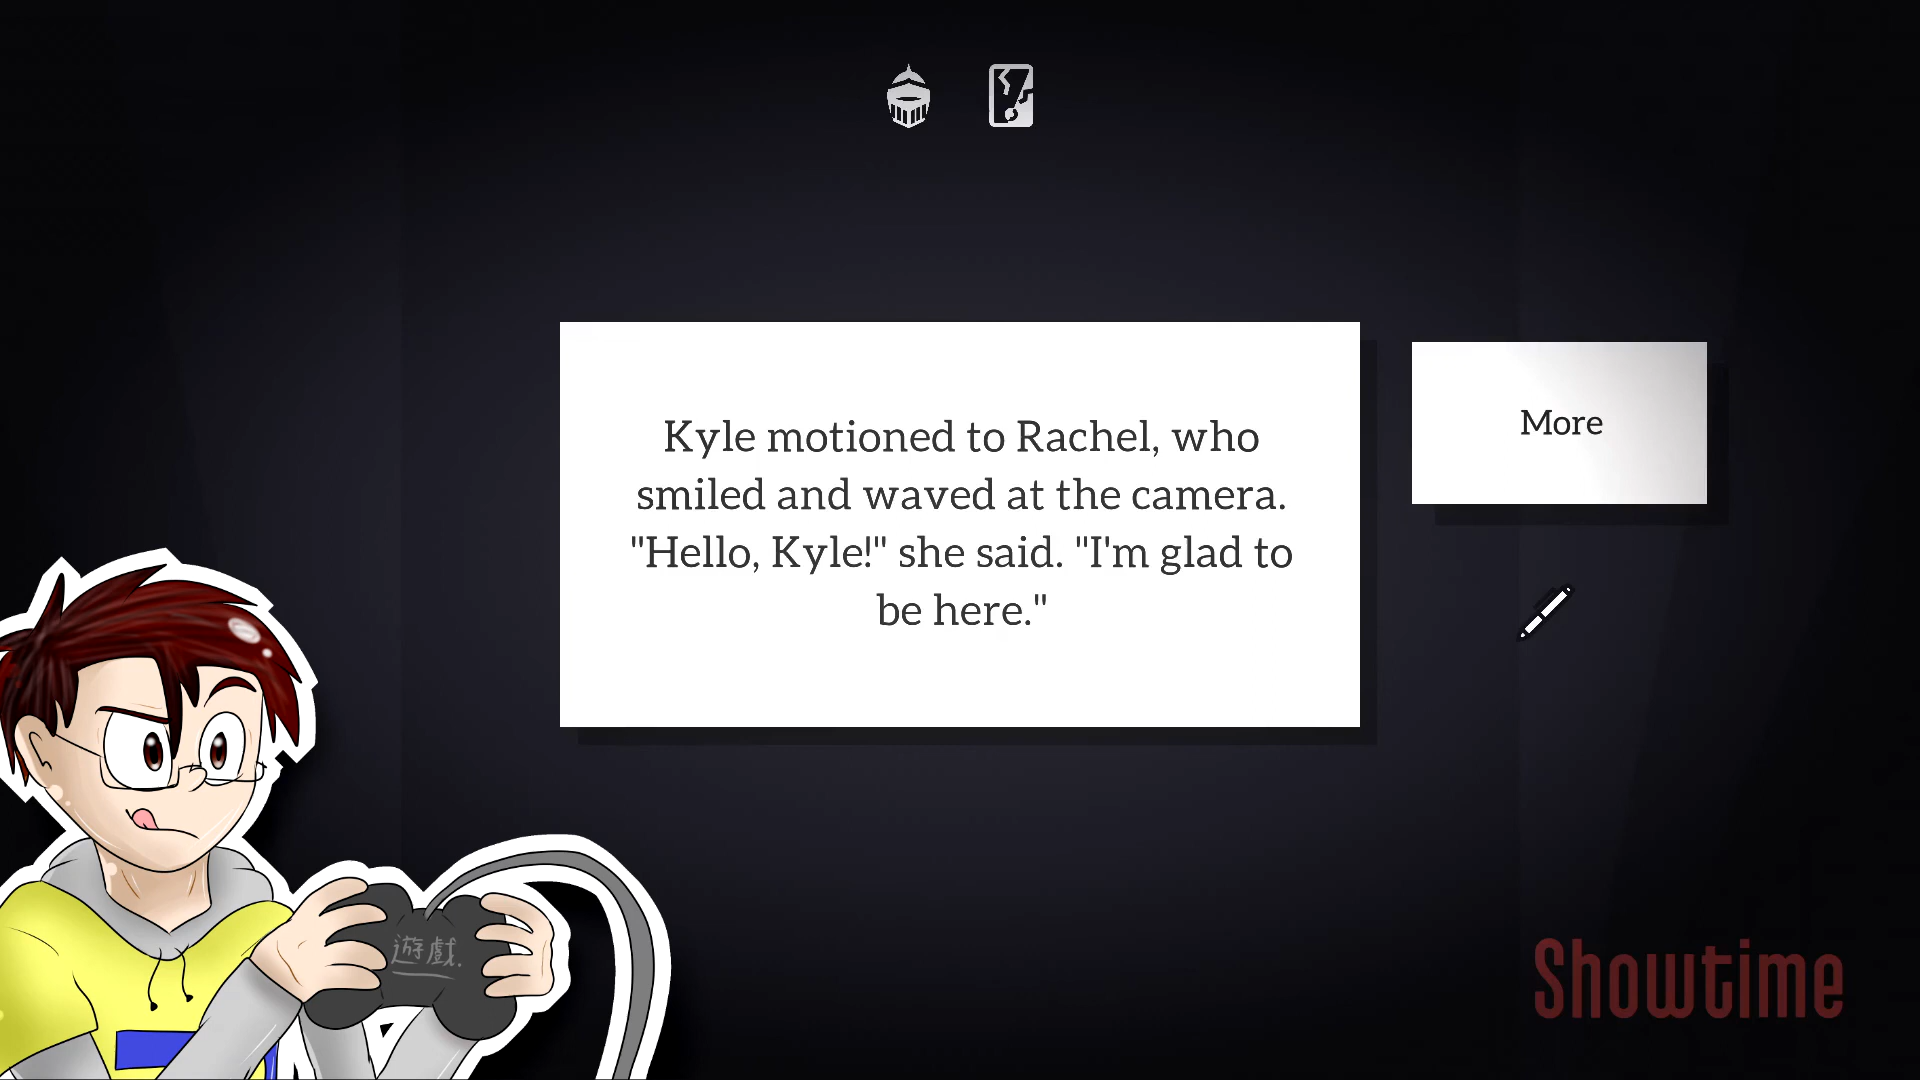 Kyle motioned to Rachel, who
smiled and waved at the camera.
"Hello, Kyle!" she said. "I'm glad to
be here."
More
遊戲.
Showtime